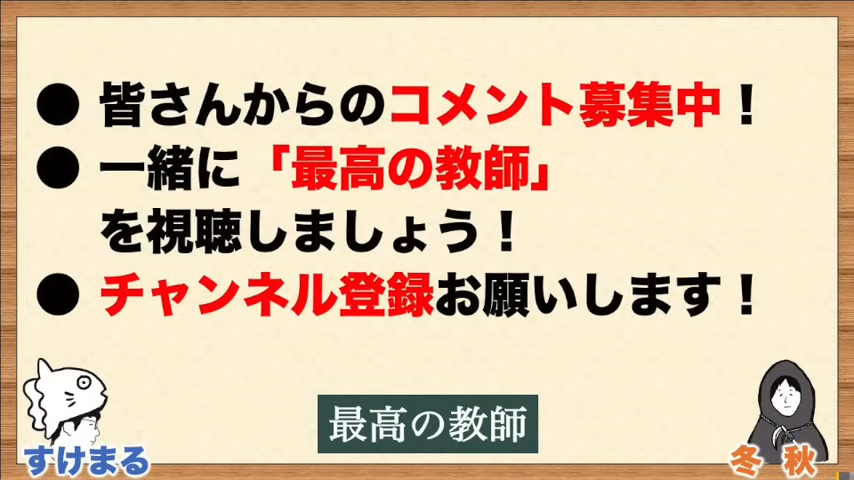 ● 皆さんからのコメント募集中！
● 一緒に「最高の教師」
を視聴しましょう！
● チャンネル登録お願いします！
最高の教師
すけまる
冬 秋